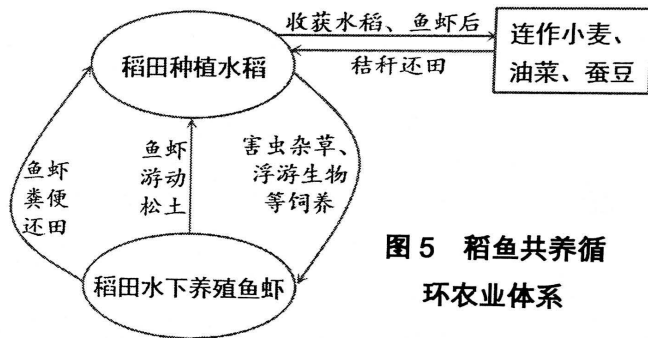 收获水稻、鱼虾后
秸秆还田
连作小麦、
油菜、蚕豆
稻田种植水稻
鱼虾
粪便
还田
鱼虾
游动
松土
害虫杂草、
浮游生物
等饲养
稻田水下养殖鱼虾
图5 稻鱼共养循
环农业体系